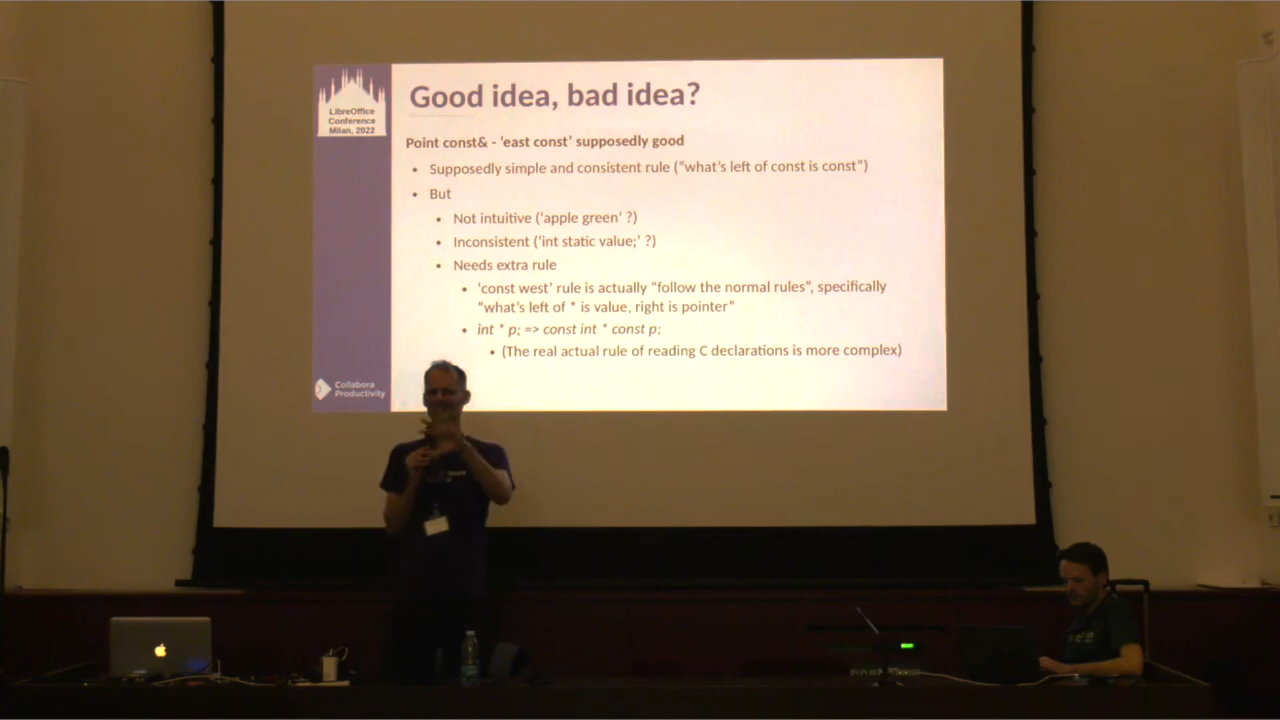 LibreOffice
Conference
Milan, 2022
Good idea, bad idea?
Point const& - 'east const' supposedly good
• Supposedly simple and consistent rule ("what's left of const is const")
• But
• Not intuitive ('apple green' ?)
• Inconsistent ('int static value;' ?)
• Needs extra rule
• 'const west' rule is actually "follow the normal rules", specifically
"what's left of * is value, right is pointer"
• int * p; => const int * const p;
• (The real actual rule of reading C declarations is more complex)
Collabora
Productivity